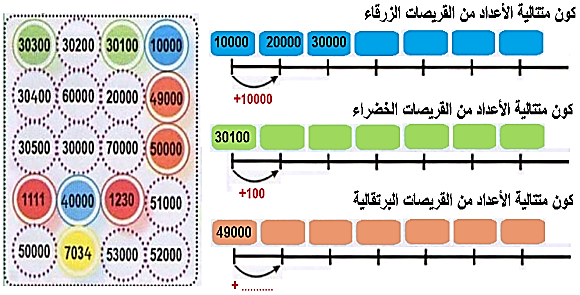 كون متتالية الأعداد من القريصات الزرقاء
10000 20000 30000
+10000
كون متتالية الأعداد من القريصات الخضراء
30100
+100
كون متتالية الأعداد من القريصات البرتقالية
49000
+ ...........
30300 30200 30100 10000
30400 60000 20000 49000
30500 30000 70000 50000
1111 40000 1230 51000
50000 7034 53000 52000